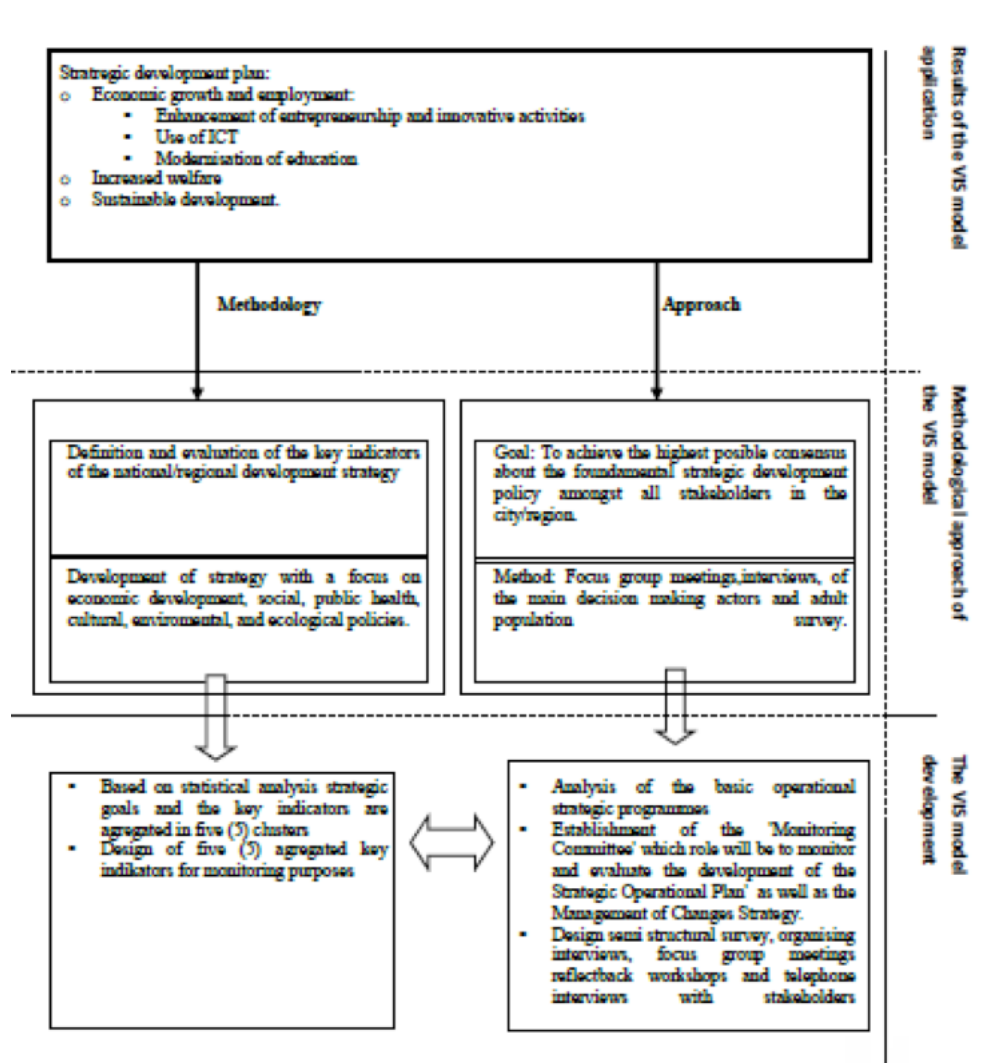 Stratregic development plan:
o Economic growth and employment:
▪ Enhancement of entrepreneurship and innovative activities
▪ Use of ICT
▪ Modernisation of education
o Increased welfare
o Sustainable development.
Results of the VIS model
application
Methodology
Approach
Definition and evaluation of the key indicators
of the national/regional development strategy
Development of strategy with a focus on
economic development, social, public health,
cultural, enviromental, and ecological policies.
Goal: To achieve the highest posible consensus
about the foundamental strategic development
policy amongst all stakeholders in the
city/region.
Method: Focus group meetings,interviews, of
the main decision making actors and adult
population survey.
Methodological approach of
the VIS model
▪ Based on statistical analysis strategic
goals and the key indicators are
agregated in five (5) clusters
▪ Design of five (5) agregated key
indikators for monitoring purposes
▪ Analysis of the basic operational
strategic programmes
▪ Establishment of the 'Monitoring
Committee' which role will be to monitor
and evaluate the development of the
Strategic Operational Plan' as well as the
Management of Changes Strategy.
▪ Design semi structural survey, organising
interviews, focus group meetings
reflectback workshops and telephone
interviews with stakeholders
The VIS model
development